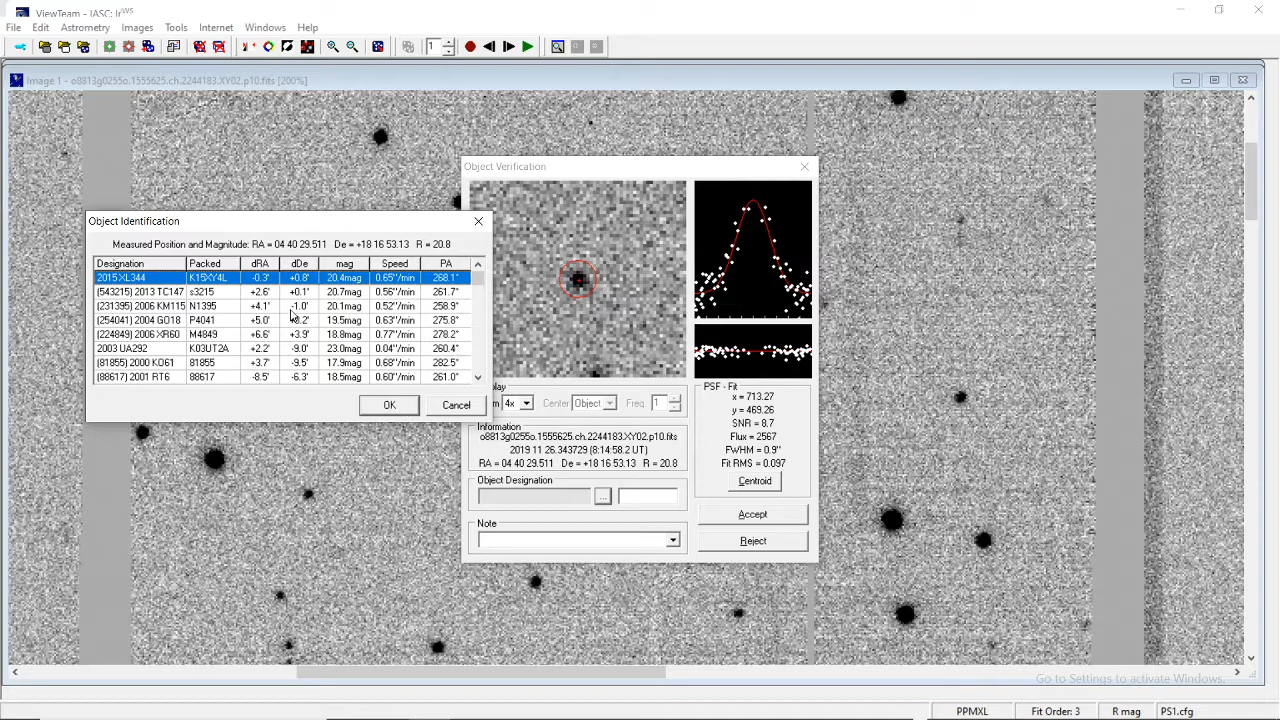 ViewTeam - IASC: Irws
File Edit Astrometry Images Tools Internet Windows Help
1
Image 1 - o8813g0255o.1555625.ch.2244183.XY02.p10.fits [200%]
Object Verification
Object Identification
Measured Position and Magnitude: RA = 04 40 29.511 De = +18 16 53.13 R = 20.8
Designation Packed dRA dDe mag Speed PA
2015 XL344 K15XY4L -0.3' +0.8' 20.4mag 0.65"/min 268.1°
(543215) 2013 TC147 s3215 +2.6' +0.1' 20.7mag 0.56"/min 261.7°
(231395) 2006 KM115 N1395 +4.1' -1.0' 20.1mag 0.52"/min 258.9°
(254041) 2004 GO18 P4041 +5.0' 19.5mag 0.63"/min 275.8°
(224849) 2006 XR60 M4849 +6.6' +3.9' 18.8mag 0.77"/min 278.2°
2003 UA292 K03UT2A +2.2' -9.0' 23.0mag 0.04"/min 260.4°
(81855) 2000 KO61 81855 +3.7' -9.5' 17.9mag 0.68"/min 282.5°
(88617) 2001 RT6 88617 -8.5' -6.3' 18.5mag 0.60"/min 261.0°
OK Cancel
4x Center Object Freq. 1
Information
o8813g0255o.1555625.ch.2244183.XY02.p10.fits
2019 11 26.343729 (8:14:58.2 UT)
RA = 04 40 29.511 De = +18 16 53.13 R = 20.8
Object Designation
...
Note
PSF - Fit
x = 713.27
y = 469.26
SNR = 8.7
Flux = 2567
FWHM = 0.9"
Fit RMS = 0.097
Centroid
Accept
Reject
Go to Settings to activate Windows.
PPMXL Fit Order: 3 R mag PS1.cfg